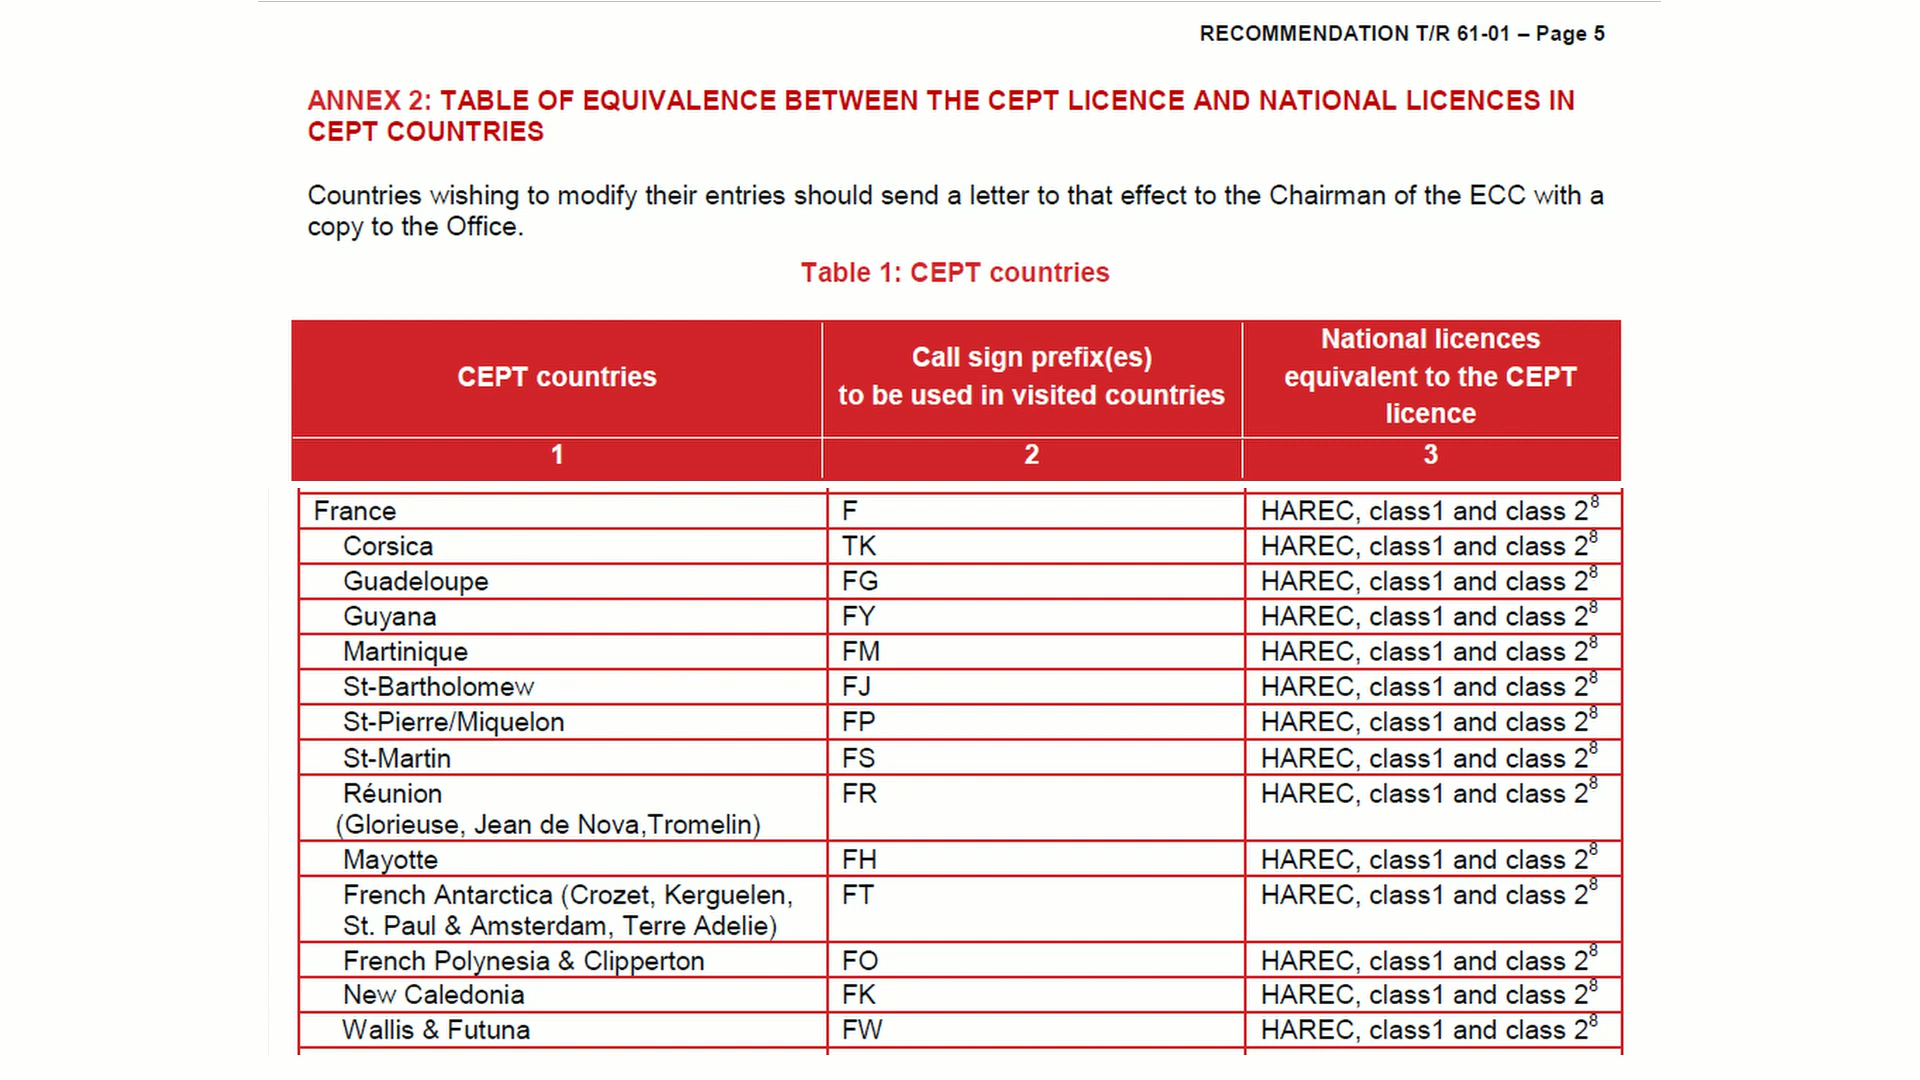 RECOMMENDATION T/R 61-01 – Page 5
ANNEX 2: TABLE OF EQUIVALENCE BETWEEN THE CEPT LICENCE AND NATIONAL LICENCES IN
CEPT COUNTRIES
Countries wishing to modify their entries should send a letter to that effect to the Chairman of the ECC with a
copy to the Office.
Table 1: CEPT countries
CEPT countries
Call sign prefix(es)
to be used in visited countries
National licences
equivalent to the CEPT
licence
1 2 3
France F HAREC, class1 and class 2⁸
Corsica TK HAREC, class1 and class 2⁸
Guadeloupe FG HAREC, class1 and class 2⁸
Guyana FY HAREC, class1 and class 2⁸
Martinique FM HAREC, class1 and class 2⁸
St-Bartholomew FJ HAREC, class1 and class 2⁸
St-Pierre/Miquelon FP HAREC, class1 and class 2⁸
St-Martin FS HAREC, class1 and class 2⁸
Réunion FR HAREC, class1 and class 2⁸
(Glorieuse, Jean de Nova,Tromelin)
Mayotte FH HAREC, class1 and class 2⁸
French Antarctica (Crozet, Kerguelen, FT HAREC, class1 and class 2⁸
St. Paul & Amsterdam, Terre Adelie)
French Polynesia & Clipperton FO HAREC, class1 and class 2⁸
New Caledonia FK HAREC, class1 and class 2⁸
Wallis & Futuna FW HAREC, class1 and class 2⁸